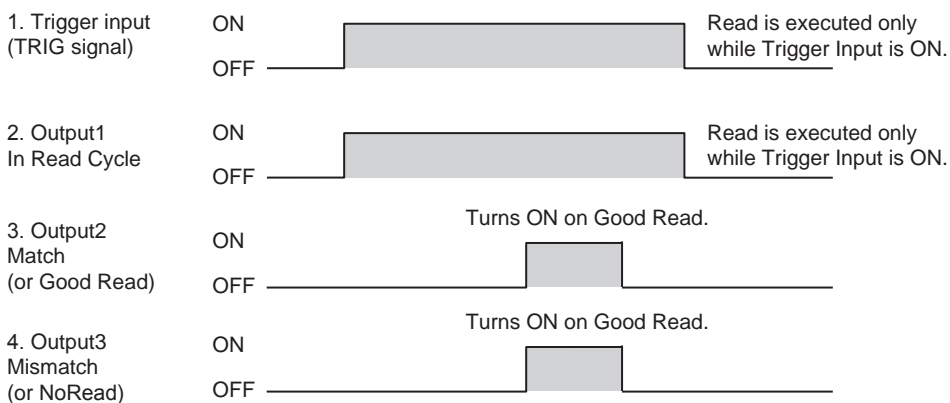 1. Trigger input
(TRIG signal)
ON
OFF
Read is executed only
while Trigger Input is ON.
2. Output1
In Read Cycle
ON
OFF
Read is executed only
while Trigger Input is ON.
3. Output2
Match
(or Good Read)
ON
OFF
Turns ON on Good Read.
4. Output3
Mismatch
(or NoRead)
ON
OFF
Turns ON on Good Read.